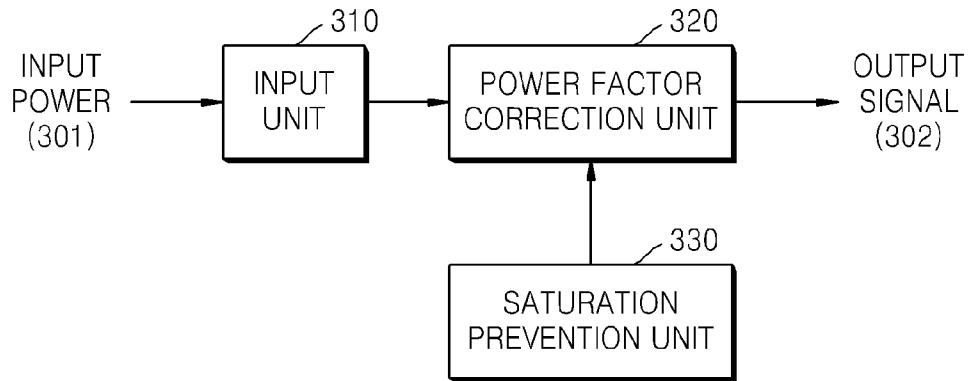 310
320
INPUT
POWER
(301)
INPUT
UNIT
POWER FACTOR
CORRECTION UNIT
OUTPUT
SIGNAL
(302)
330
SATURATION
PREVENTION UNIT